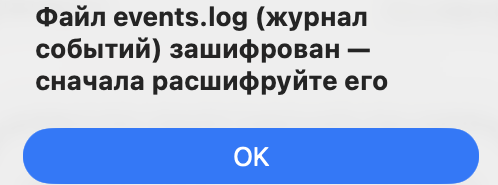 Файл events.log (журнал
событий) зашифрован —
сначала расшифруйте его
OK